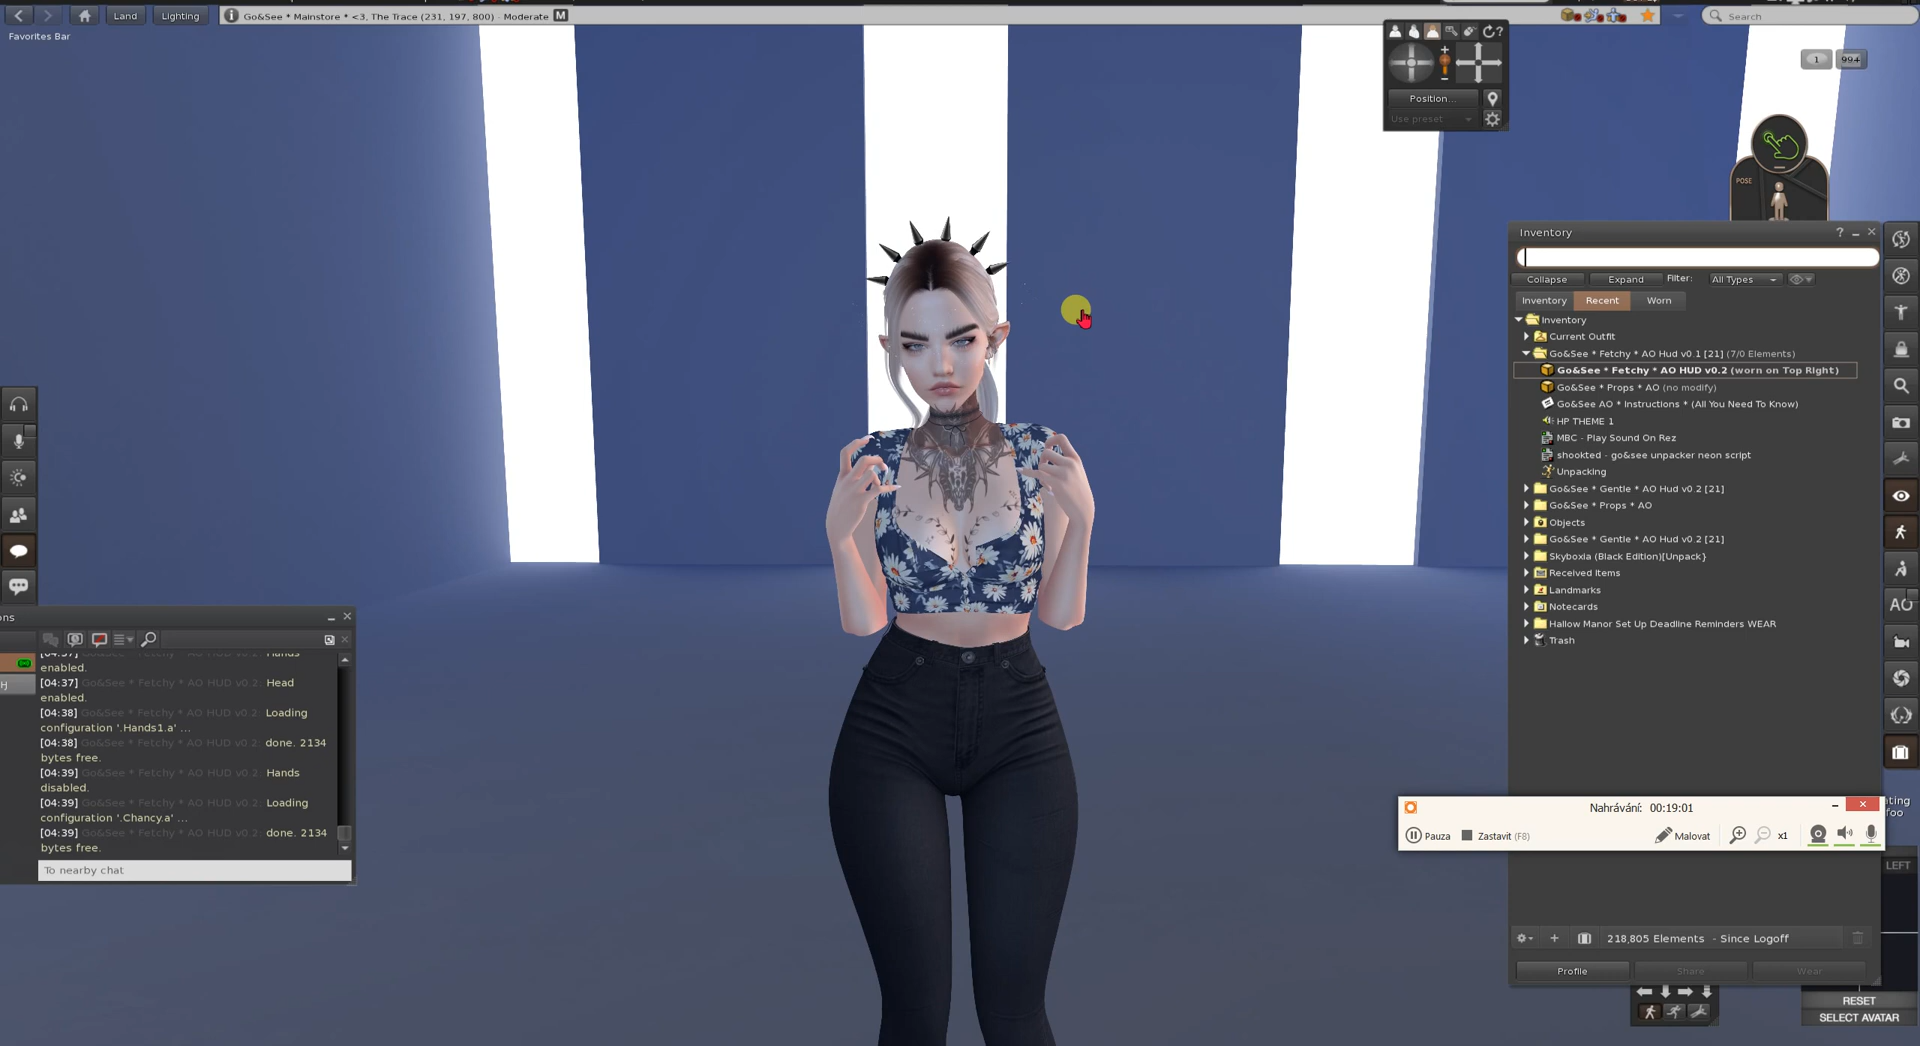 Land
Lighting
Go&See * Mainstore * <3, The Trace (231, 197, 800) - Moderate M
Search
Favorites Bar
1
994
Position...
Use preset
POSE
Inventory
Collapse
Expand
Filter:
All Types
Inventory
Recent
Worn
Inventory
Current Outfit
Go&See * Fetchy * AO Hud v0.1 [21] (7/0 Elements)
Go&See * Fetchy * AO HUD v0.2 (worn on Top Right)
Go&See * Props * AO (no modify)
Go&See AO * Instructions * (All You Need To Know)
HP THEME 1
MBC - Play Sound On Rez
shookted - go&see unpacker neon script
Unpacking
Go&See * Gentle * AO Hud v0.2 [21]
Go&See * Props * AO
Objects
Go&See * Gentle * AO Hud v0.2 [21]
Skyboxia (Black Edition)[Unpack}
Received Items
Landmarks
Notecards
Hallow Manor Set Up Deadline Reminders WEAR
Trash
AO
218,805 Elements - Since Logoff
Profile
Share
Wear
Nahrávání: 00:19:01
Pauza
Zastavit (F8)
Malovat
x1
LEFT
RESET
SELECT AVATAR
ons
enabled.
[04:37] Go&See * Fetchy * AO HUD v0.2: Head
enabled.
[04:38] Go&See * Fetchy * AO HUD v0.2: Loading
configuration '.Hands1.a' ...
[04:38] Go&See * Fetchy * AO HUD v0.2: done. 2134
bytes free.
[04:39] Go&See * Fetchy * AO HUD v0.2: Hands
disabled.
[04:39] Go&See * Fetchy * AO HUD v0.2: Loading
configuration '.Chancy.a' ...
[04:39] Go&See * Fetchy * AO HUD v0.2: done. 2134
bytes free.
To nearby chat